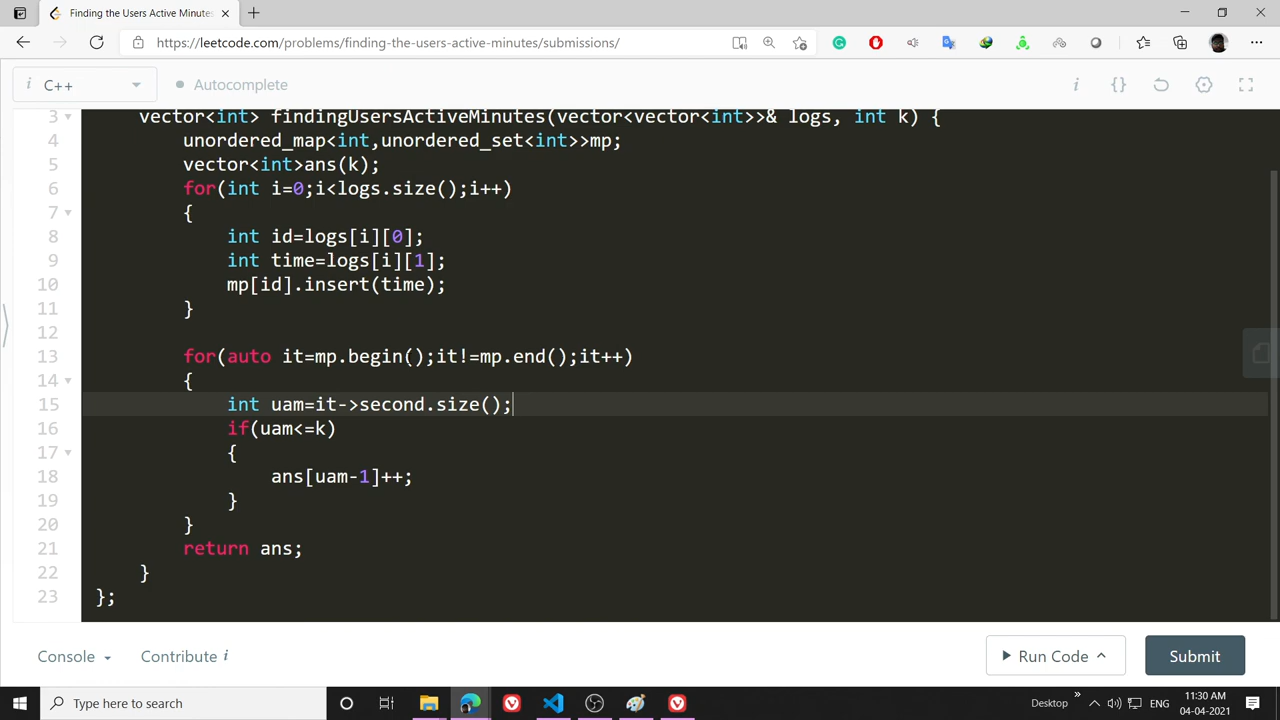 Finding the Users Active Minutes
https://leetcode.com/problems/finding-the-users-active-minutes/submissions/
i C++ Autocomplete i {}
3 vector<int> findingUsersActiveMinutes(vector<vector<int>>& logs, int k) {
4 unordered_map<int,unordered_set<int>>mp;
5 vector<int>ans(k);
6 for(int i=0;i<logs.size();i++)
7 {
8 int id=logs[i][0];
9 int time=logs[i][1];
10 mp[id].insert(time);
11 }
12
13 for(auto it=mp.begin();it!=mp.end();it++)
14 {
15 int uam=it->second.size();
16 if(uam<=k)
17 {
18 ans[uam-1]++;
19 }
20 }
21 return ans;
22 }
23 };
Console Contribute i Run Code Submit
Type here to search Desktop ENG 11:30 AM
04-04-2021